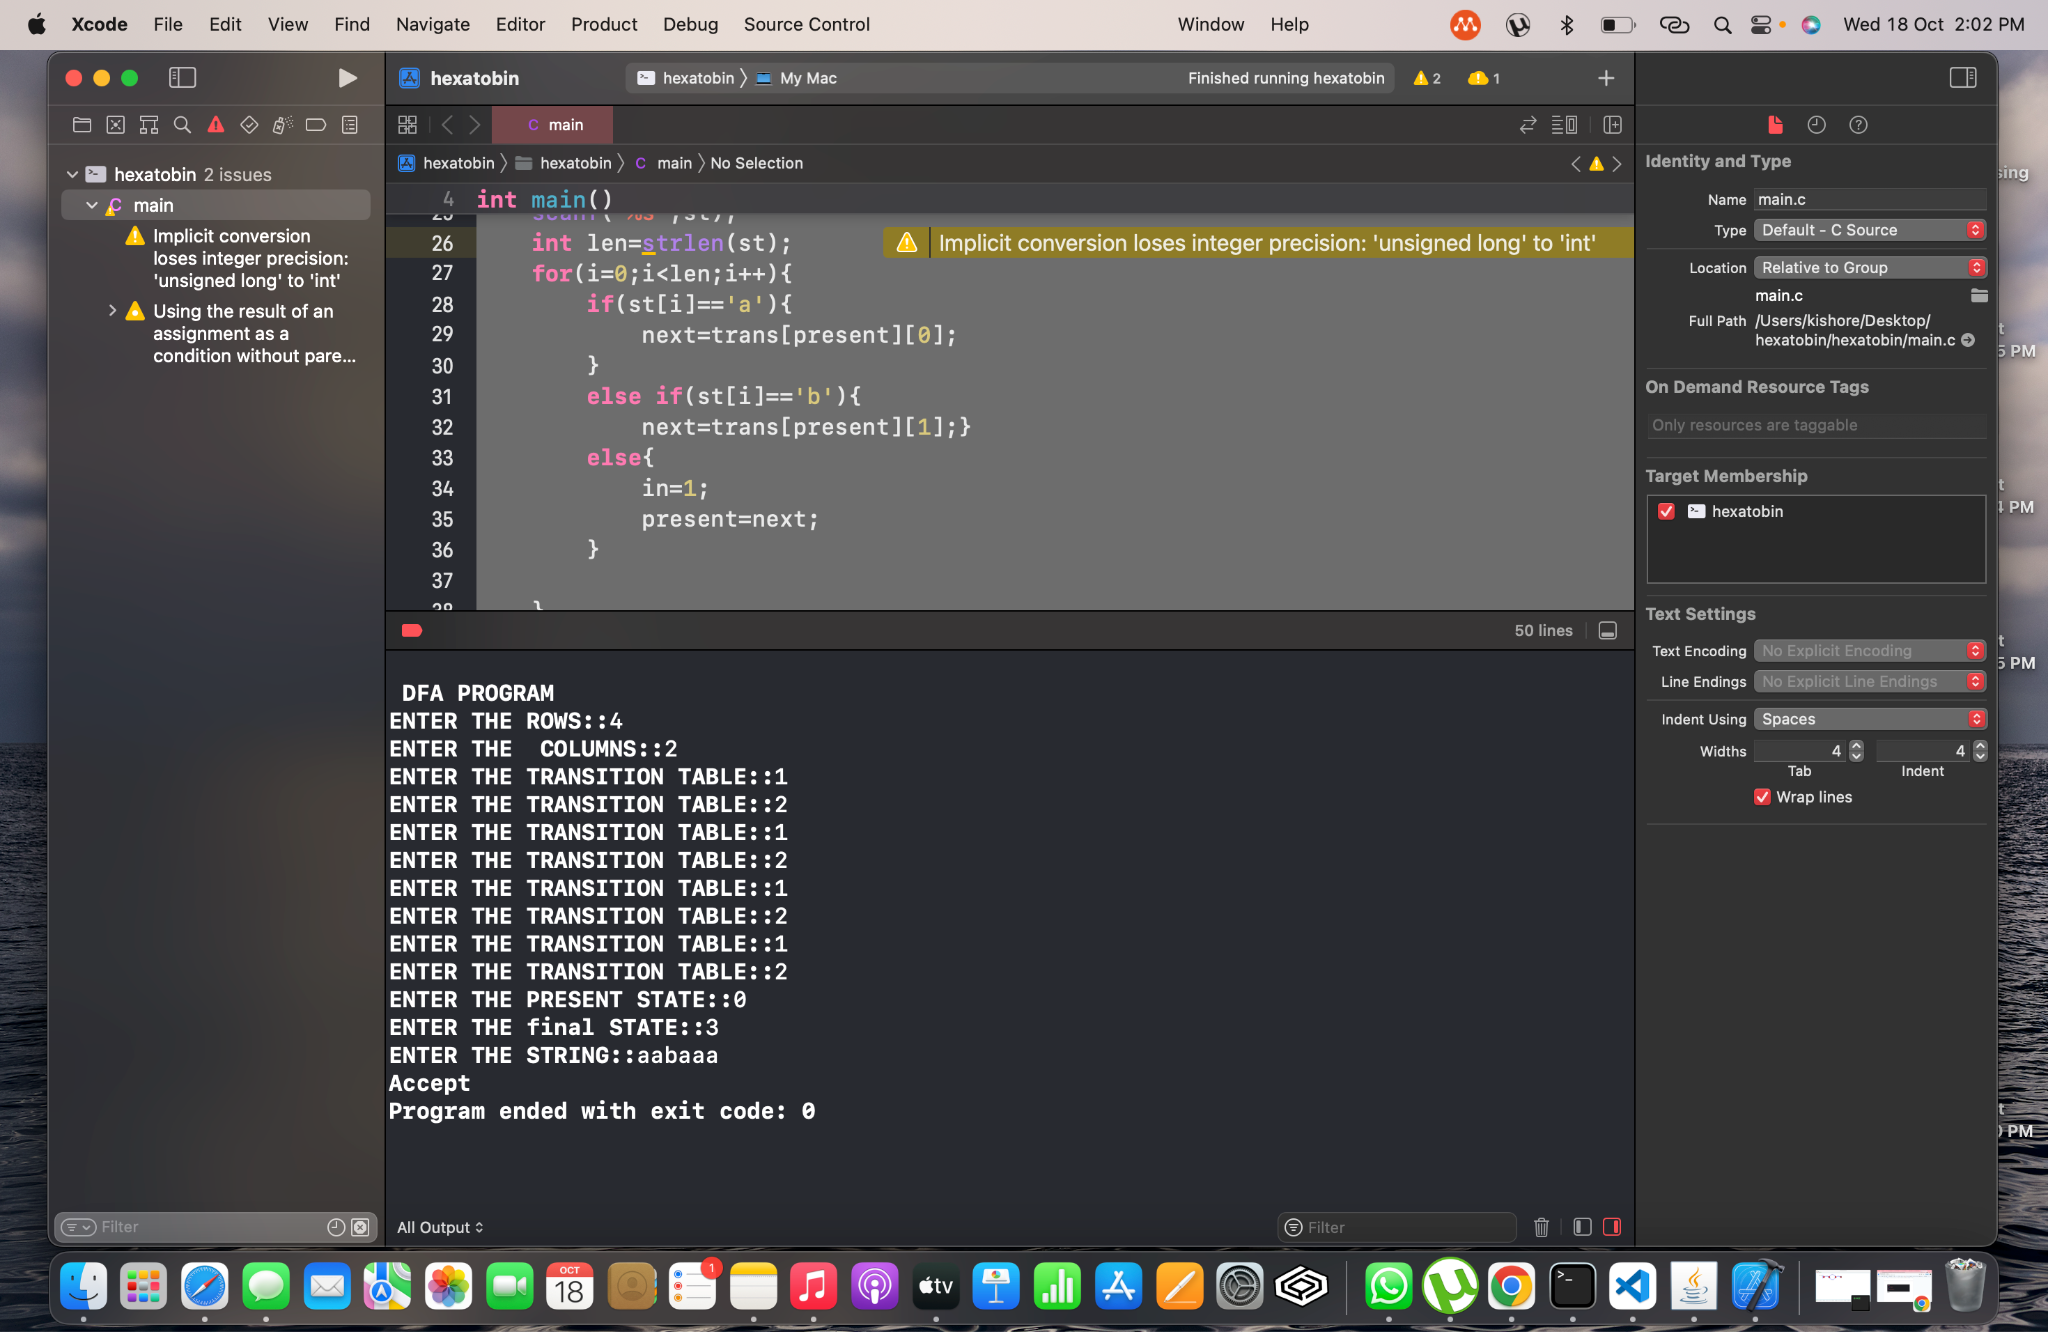 Xcode File Edit View Find Navigate Editor Product Debug Source Control Window Help Wed 18 Oct 2:02 PM
hexatobin
hexatobin 〉 My Mac
Finished running hexatobin
2
1
C main
hexatobin 〉 hexatobin 〉 C main 〉 No Selection
hexatobin 2 issues
C main
Implicit conversion
loses integer precision:
'unsigned long' to 'int'
Using the result of an
assignment as a
condition without pare...
Filter
4 int main()
26 int len=strlen(st);
Implicit conversion loses integer precision: 'unsigned long' to 'int'
27 for(i=0;i<len;i++){
28 if(st[i]=='a'){
29 next=trans[present][0];
30 }
31 else if(st[i]=='b'){
32 next=trans[present][1];}
33 else{
34 in=1;
35 present=next;
36 }
37
50 lines
DFA PROGRAM
ENTER THE ROWS::4
ENTER THE  COLUMNS::2
ENTER THE TRANSITION TABLE::1
ENTER THE TRANSITION TABLE::2
ENTER THE TRANSITION TABLE::1
ENTER THE TRANSITION TABLE::2
ENTER THE TRANSITION TABLE::1
ENTER THE TRANSITION TABLE::2
ENTER THE TRANSITION TABLE::1
ENTER THE TRANSITION TABLE::2
ENTER THE PRESENT STATE::0
ENTER THE final STATE::3
ENTER THE STRING::aabaaa
Accept
Program ended with exit code: 0
All Output
Filter
Identity and Type
Name main.c
Type Default - C Source
Location Relative to Group
main.c
Full Path /Users/kishore/Desktop/
hexatobin/hexatobin/main.c
On Demand Resource Tags
Only resources are taggable
Target Membership
hexatobin
Text Settings
Text Encoding No Explicit Encoding
Line Endings No Explicit Line Endings
Indent Using Spaces
Widths 4 4
Tab Indent
Wrap lines
OCT
18
1
tv